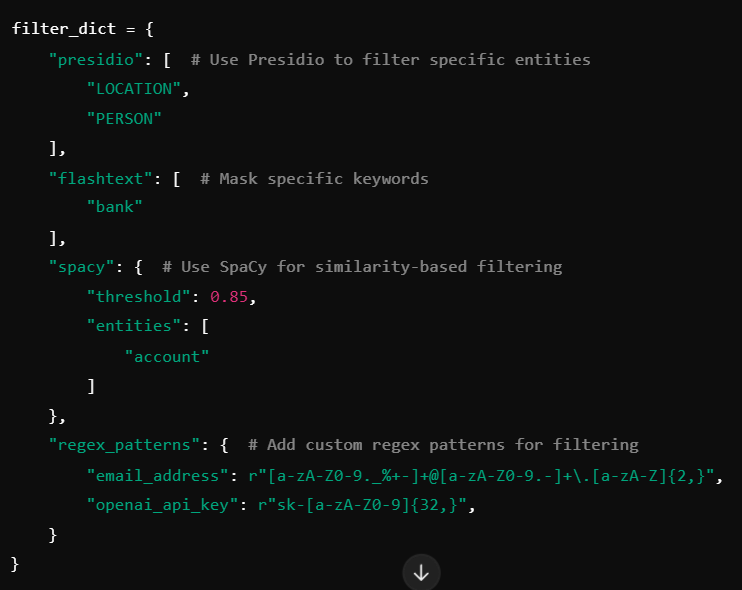 filter_dict = {
    "presidio": [  # Use Presidio to filter specific entities
        "LOCATION",
        "PERSON"
    ],
    "flashtext": [  # Mask specific keywords
        "bank"
    ],
    "spacy": {  # Use SpaCy for similarity-based filtering
        "threshold": 0.85,
        "entities": [
            "account"
        ]
    },
    "regex_patterns": {  # Add custom regex patterns for filtering
        "email_address": r"[a-zA-Z0-9._%+-]+@[a-zA-Z0-9.-]+\.[a-zA-Z]{2,}",
        "openai_api_key": r"sk-[a-zA-Z0-9]{32,}",
    }
}